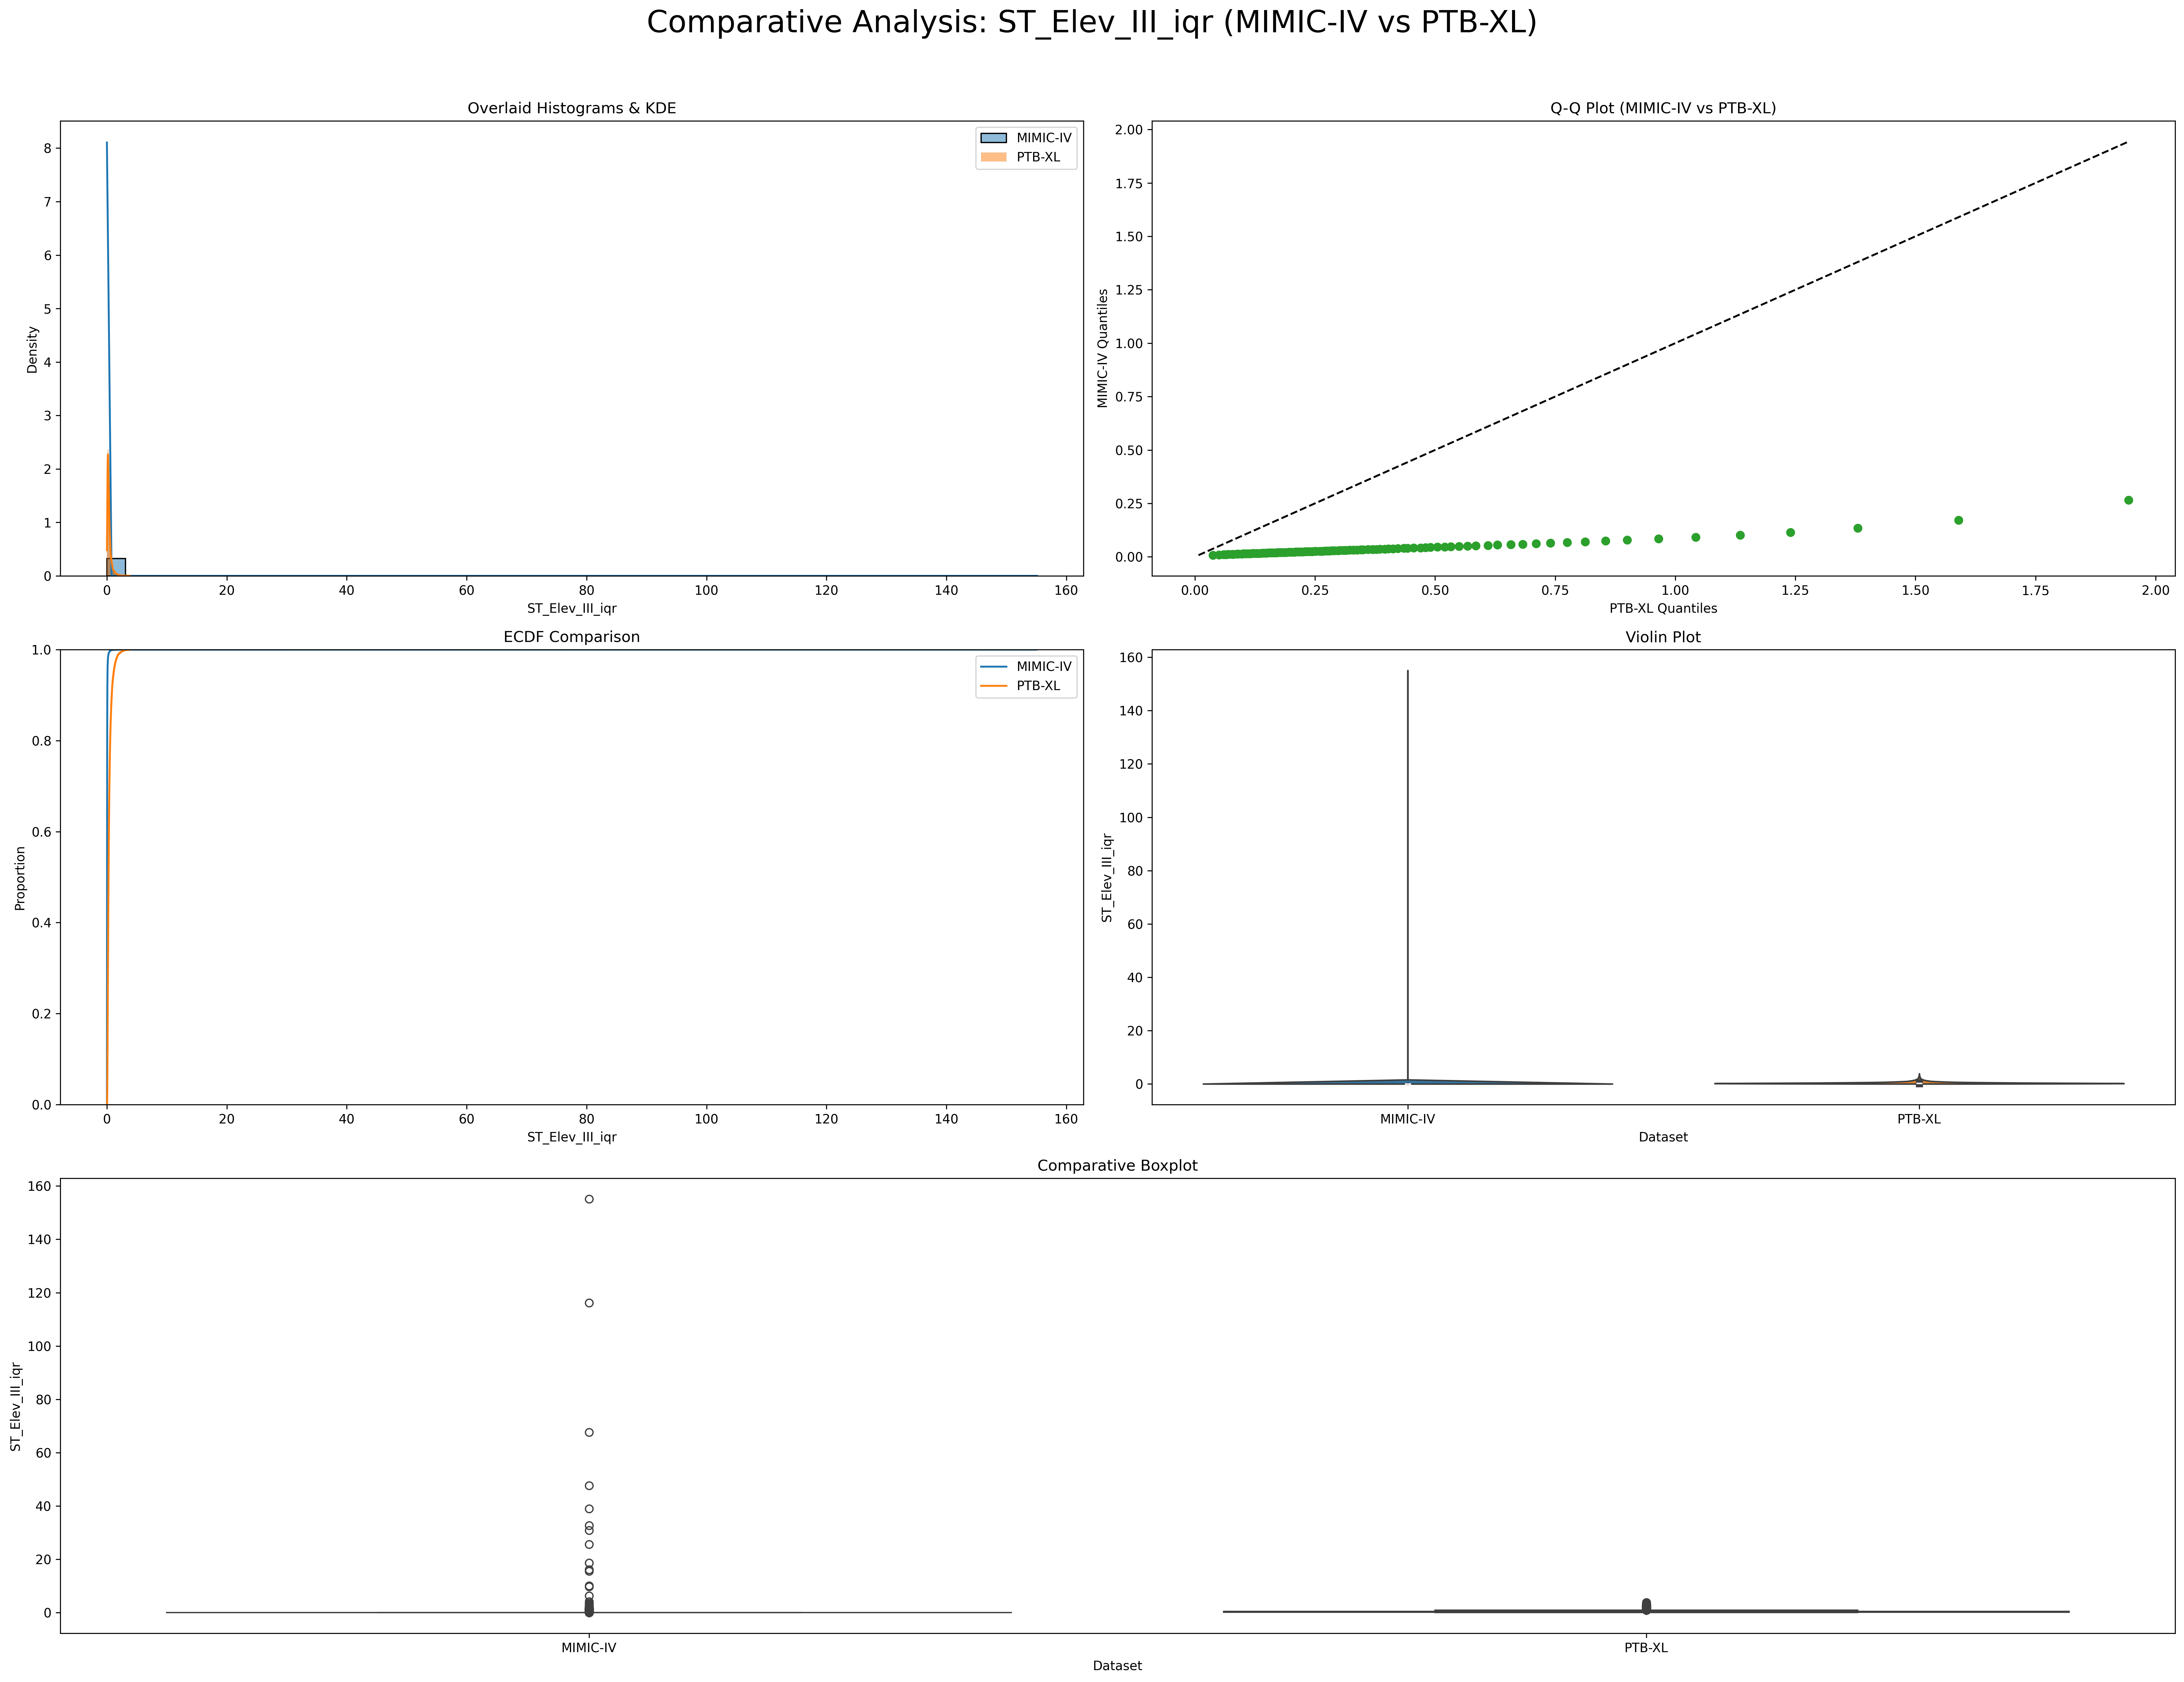 Comparative Analysis: ST_Elev_III_iqr (MIMIC-IV vs PTB-XL)
Overlaid Histograms & KDE
MIMIC-IV
PTB-XL
Density
8
7
6
5
4
3
2
1
0
0 20 40 60 80 100 120 140 160
ST_Elev_III_iqr
Q-Q Plot (MIMIC-IV vs PTB-XL)
MIMIC-IV Quantiles
2.00
1.75
1.50
1.25
1.00
0.75
0.50
0.25
0.00
0.00 0.25 0.50 0.75 1.00 1.25 1.50 1.75 2.00
PTB-XL Quantiles
ECDF Comparison
MIMIC-IV
PTB-XL
Proportion
1.0
0.8
0.6
0.4
0.2
0.0
0 20 40 60 80 100 120 140 160
ST_Elev_III_iqr
Violin Plot
ST_Elev_III_iqr
160
140
120
100
80
60
40
20
0
MIMIC-IV PTB-XL
Dataset
Comparative Boxplot
ST_Elev_III_iqr
160
140
120
100
80
60
40
20
0
MIMIC-IV PTB-XL
Dataset